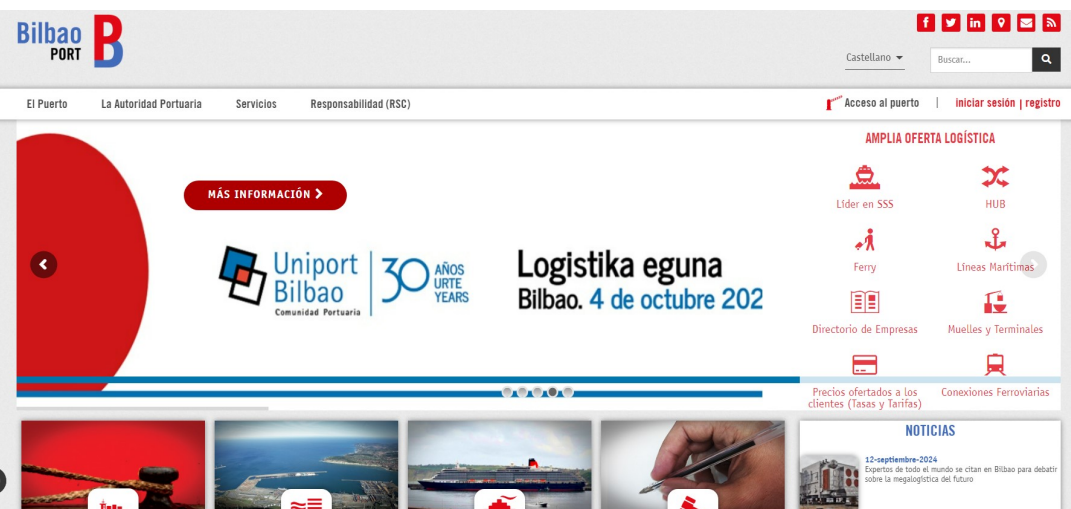 Bilbao
PORT
B
Castellano
Buscar...
El Puerto
La Autoridad Portuaria
Servicios
Responsabilidad (RSC)
Acceso al puerto
|
iniciar sesión | registro
MÁS INFORMACIÓN
Uniport
Bilbao
Comunidad Portuaria
30 AÑOS
URTE
YEARS
Logistika eguna
Bilbao. 4 de octubre 202
AMPLIA OFERTA LOGÍSTICA
Líder en SSS
HUB
Ferry
Líneas Marítimas
Directorio de Empresas
Muelles y Terminales
Precios ofertados a los
clientes (Tasas y Tarifas)
Conexiones Ferroviarias
NOTICIAS
12-septiembre-2024
Expertos de todo el mundo se citan en Bilbao para debatir
sobre la megalogística del futuro